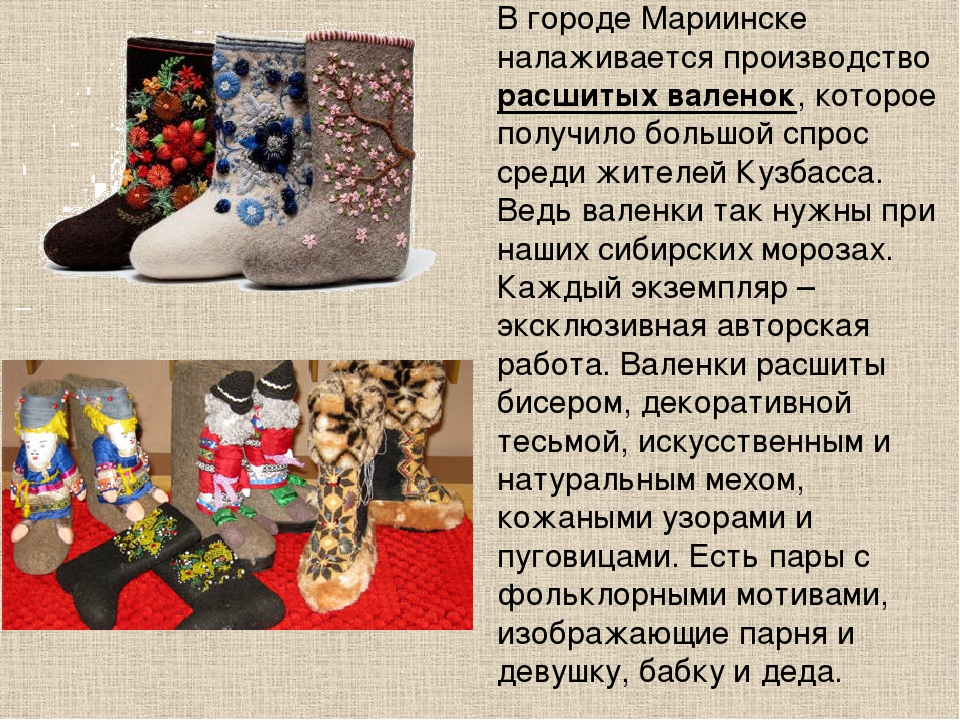 В городе Мариинске
налаживается производство
расшитых валенок, которое
получило большой спрос
среди жителей Кузбасса.
Ведь валенки так нужны при
наших сибирских морозах.
Каждый экземпляр –
эксклюзивная авторская
работа. Валенки расшиты
бисером, декоративной
тесьмой, искусственным и
натуральным мехом,
кожаными узорами и
пуговицами. Есть пары с
фольклорными мотивами,
изображающие парня и
девушку, бабку и деда.